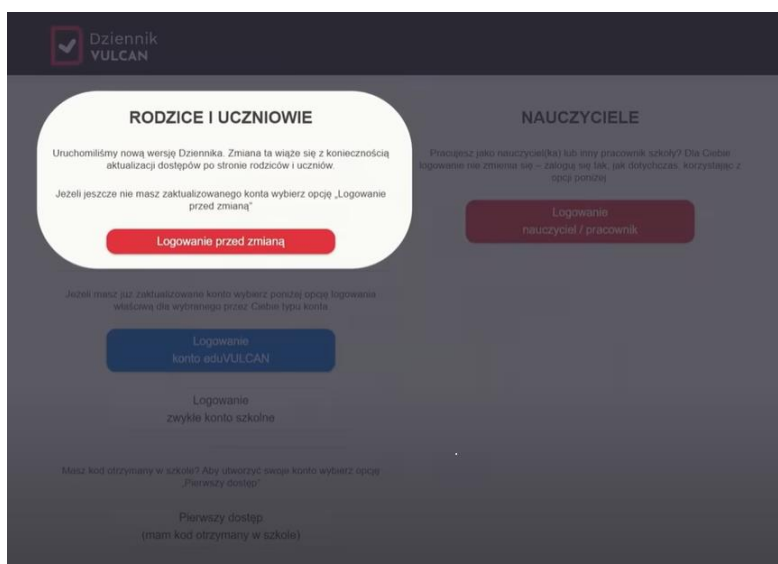 Dziennik
VULCAN
RODZICE I UCZNIOWIE
Uruchomiliśmy nową wersję Dziennika. Zmiana ta wiąże się z koniecznością
aktualizacji dostępów po stronie rodziców i uczniów.
Jeżeli jeszcze nie masz zaktualizowanego konta wybierz opcję „Logowanie
przed zmianą"
Logowanie przed zmianą
Jeżeli masz już zaktualizowane konto wybierz poniżej opcję logowania
właściwą dla wybranego przez Ciebie typu konta
Logowanie
konto eduVULCAN
Logowanie
zwykłe konto szkolne
Masz kod otrzymany w szkole? Aby utworzyć swoje konto wybierz opcję
„Pierwszy dostęp"
Pierwszy dostęp
(mam kod otrzymany w szkole)
NAUCZYCIELE
Pracujesz jako nauczyciel(ka) lub inny pracownik szkoły? Dla Ciebie
logowanie nie zmienia się – zaloguj się tak, jak dotychczas, korzystając z
opcji poniżej
Logowanie
nauczyciel / pracownik